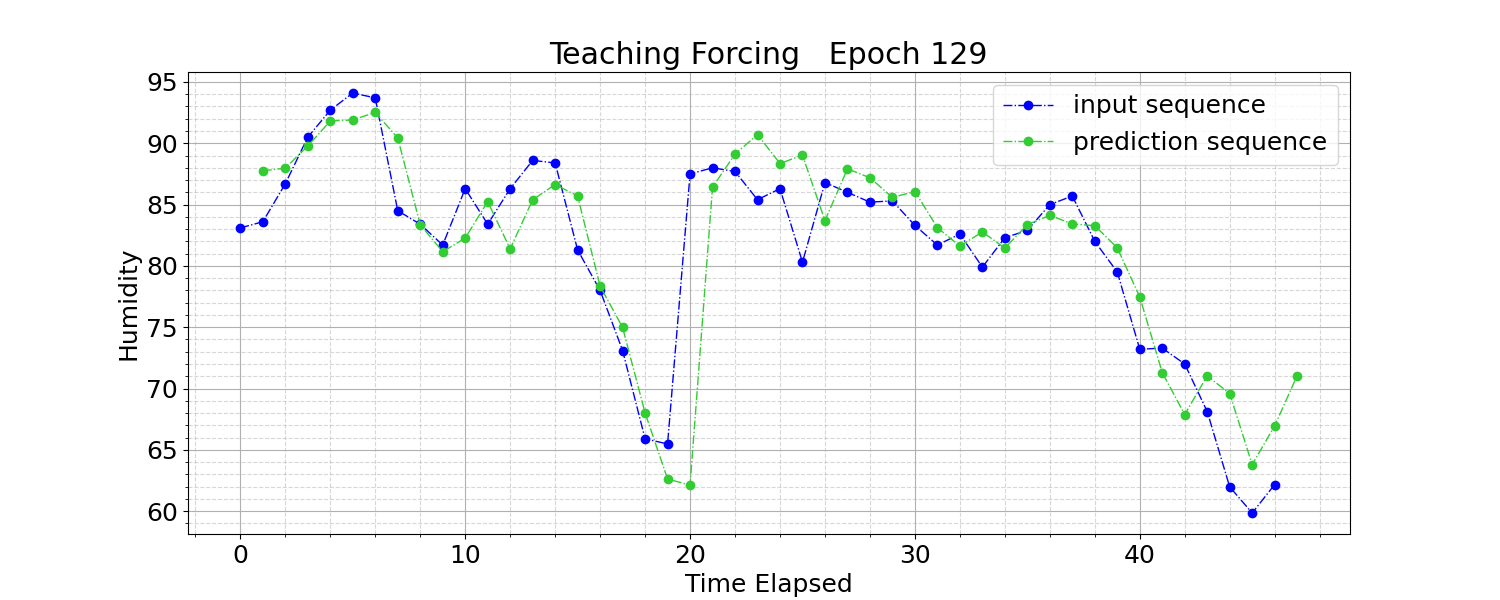 Teaching Forcing   Epoch 129
95
90
85
80
75
70
65
60
Humidity
input sequence
prediction sequence
0 10 20 30 40
Time Elapsed